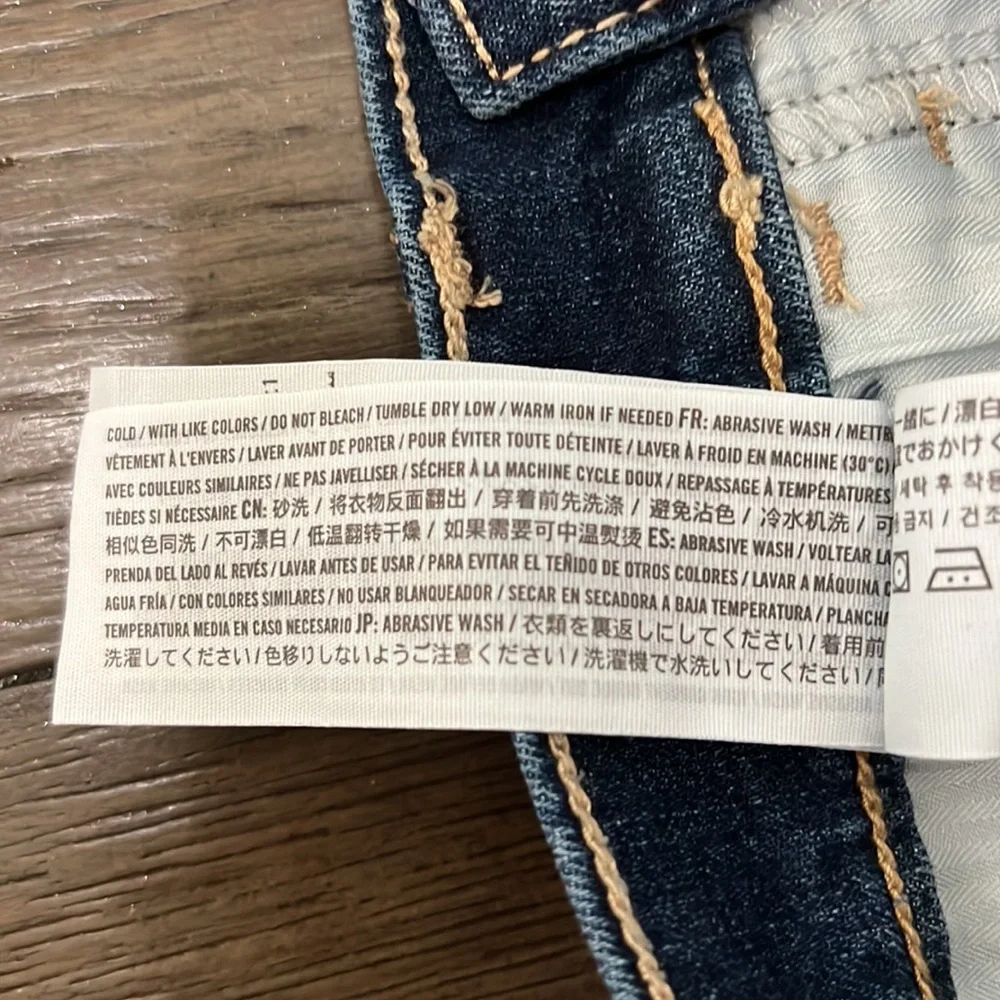 COLD / WITH LIKE COLORS / DO NOT BLEACH / TUMBLE DRY LOW / WARM IRON IF NEEDED FR: ABRASIVE WASH / METTR
VÊTEMENT À L'ENVERS / LAVER AVANT DE PORTER / POUR ÉVITER TOUTE DÉTEINTE / LAVER À FROID EN MACHINE (30°C)
AVEC COULEURS SIMILAIRES / NE PAS JAVELLISER / SÉCHER À LA MACHINE CYCLE DOUX / REPASSAGE À TEMPÉRATURES
TIÈDES SI NÉCESSAIRE CN: 砂洗 / 将衣物反面翻出 / 穿着前先洗涤 / 避免沾色 / 冷水机洗 / 可
相似色同洗 / 不可漂白 / 低温翻转干燥 / 如果需要可中温熨烫 ES: ABRASIVE WASH / VOLTEAR LA
PRENDA DEL LADO AL REVÉS / LAVAR ANTES DE USAR / PARA EVITAR EL TEÑIDO DE OTROS COLORES / LAVAR A MÁQUINA C
AGUA FRÍA / CON COLORES SIMILARES / NO USAR BLANQUEADOR / SECAR EN SECADORA A BAJA TEMPERATURA / PLANCHA
TEMPERATURA MEDIA EN CASO NECESARIO JP: ABRASIVE WASH / 衣類を裏返しにしてください / 着用前
洗濯してください / 色移りしないようご注意ください / 洗濯機で水洗いしてください /
一緒に / 漂白
でおかけく
세탁 후 착용
금지 / 건조